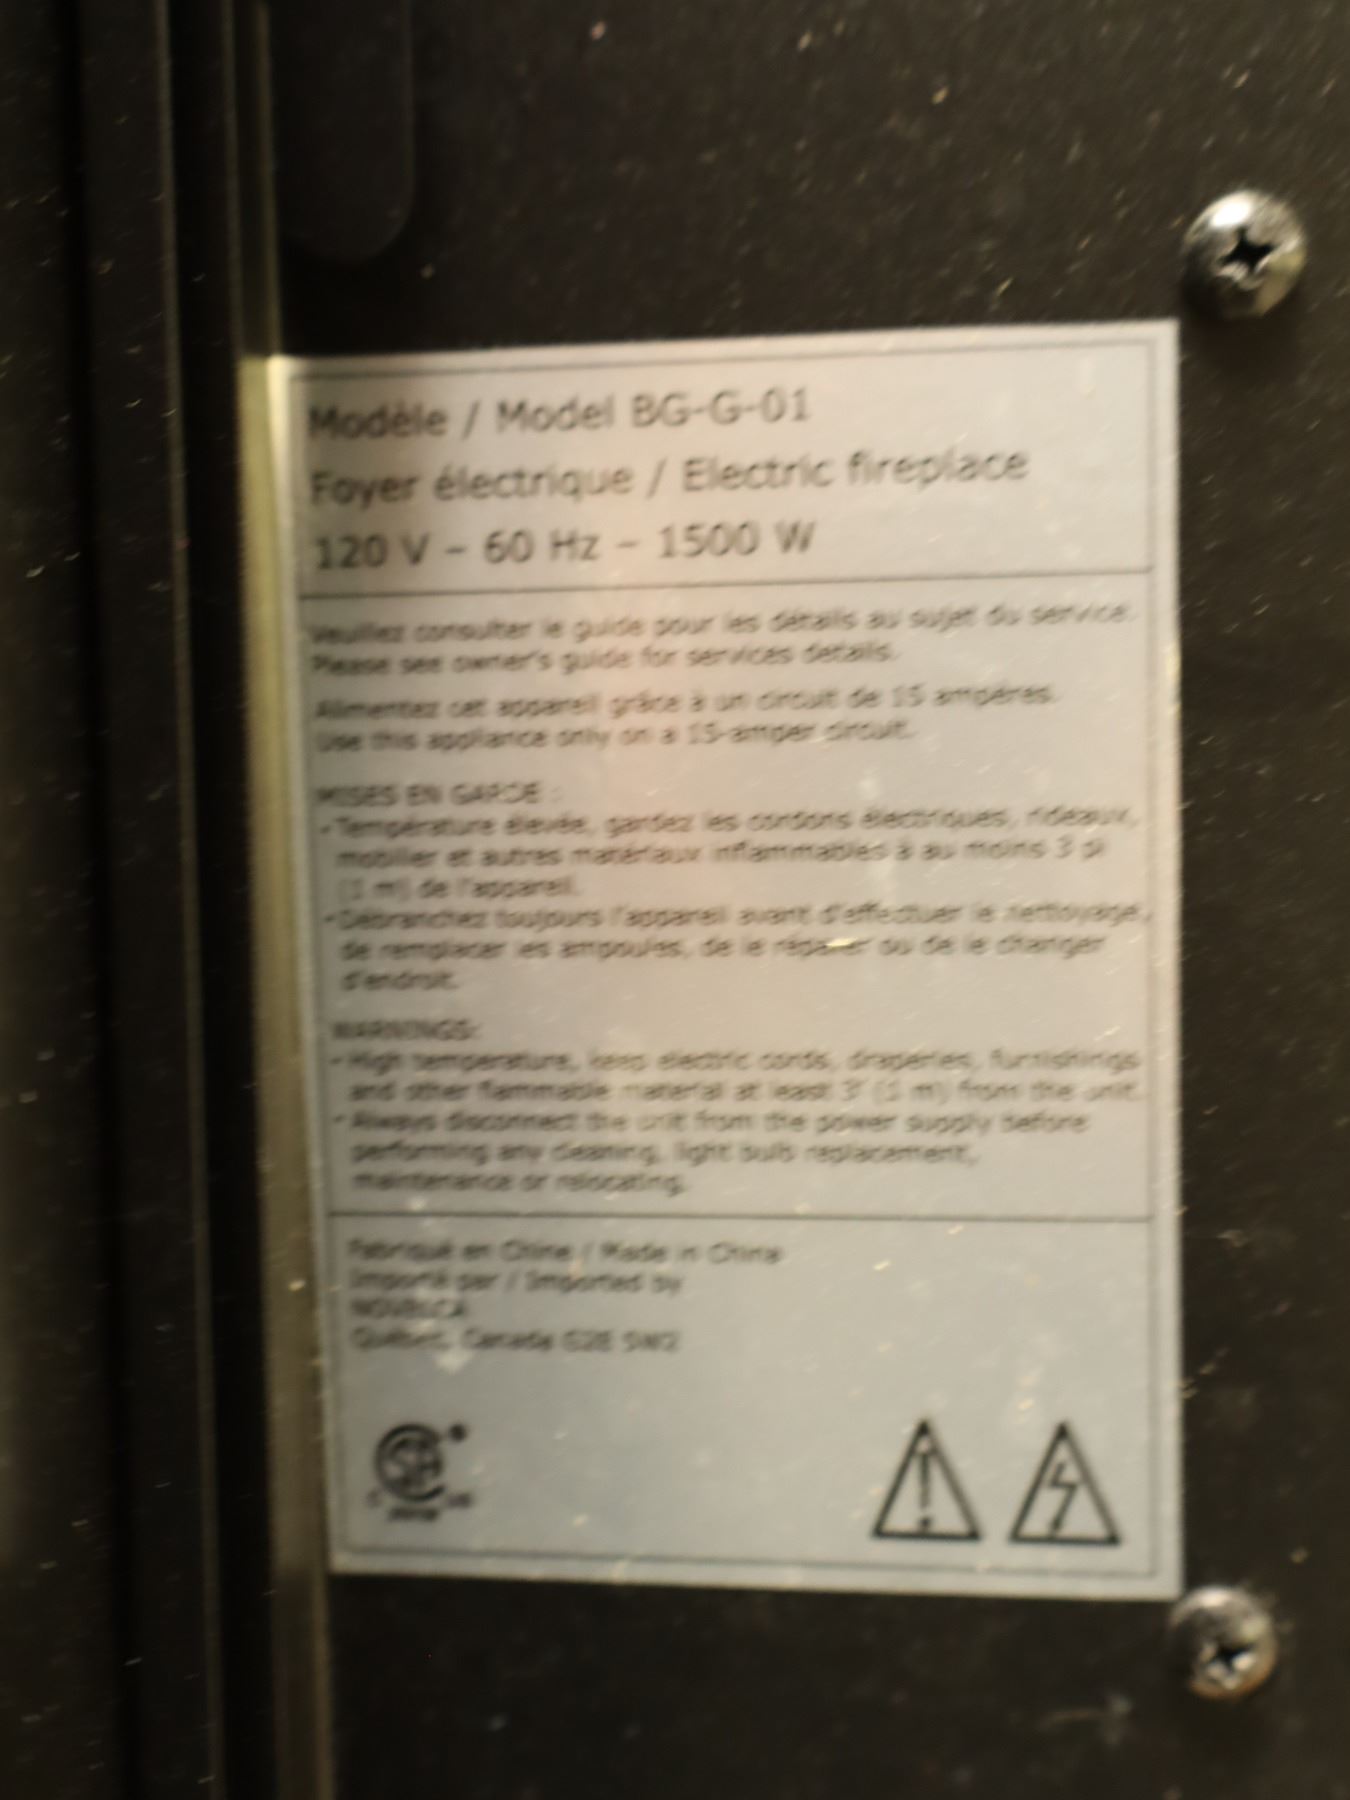 Modèle / Model BG-G-01
Foyer électrique / Electric fireplace
120 V – 60 Hz – 1500 W
Veuillez consulter le guide pour les détails au sujet du service.
Please see owner's guide for services details.
Alimentez cet appareil grâce à un circuit de 15 ampères.
Use this appliance only on a 15-amper circuit.
MISES EN GARDE :
• Température élevée, gardez les cordons électriques, rideaux,
mobilier et autres matériaux inflammables à au moins 3 pi
(1 m) de l'appareil.
• Débranchez toujours l'appareil avant d'effectuer le nettoyage,
de remplacer les ampoules, de le réparer ou de le changer
d'endroit.
WARNINGS:
• High temperature, keep electric cords, draperies, furnishings
and other flammable material at least 3' (1 m) from the unit.
• Always disconnect the unit from the power supply before
performing any cleaning, light bulb replacement,
maintenance or relocating.
Fabriqué en Chine / Made in China
Importé par / Imported by
Québec, Canada G2E 5W2